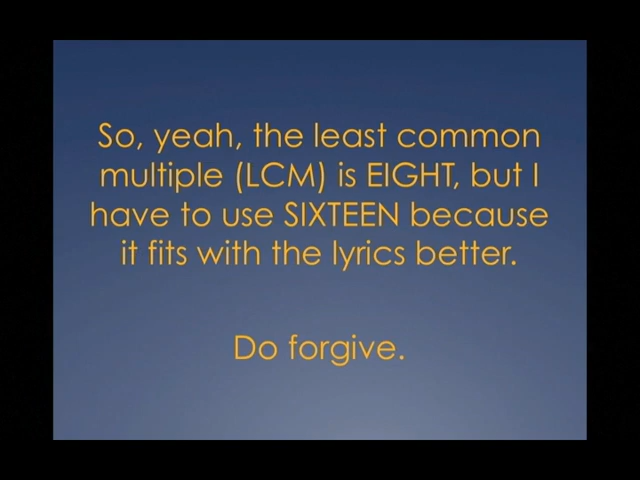 So, yeah, the least common
multiple (LCM) is EIGHT, but I
have to use SIXTEEN because
it fits with the lyrics better.
Do forgive.